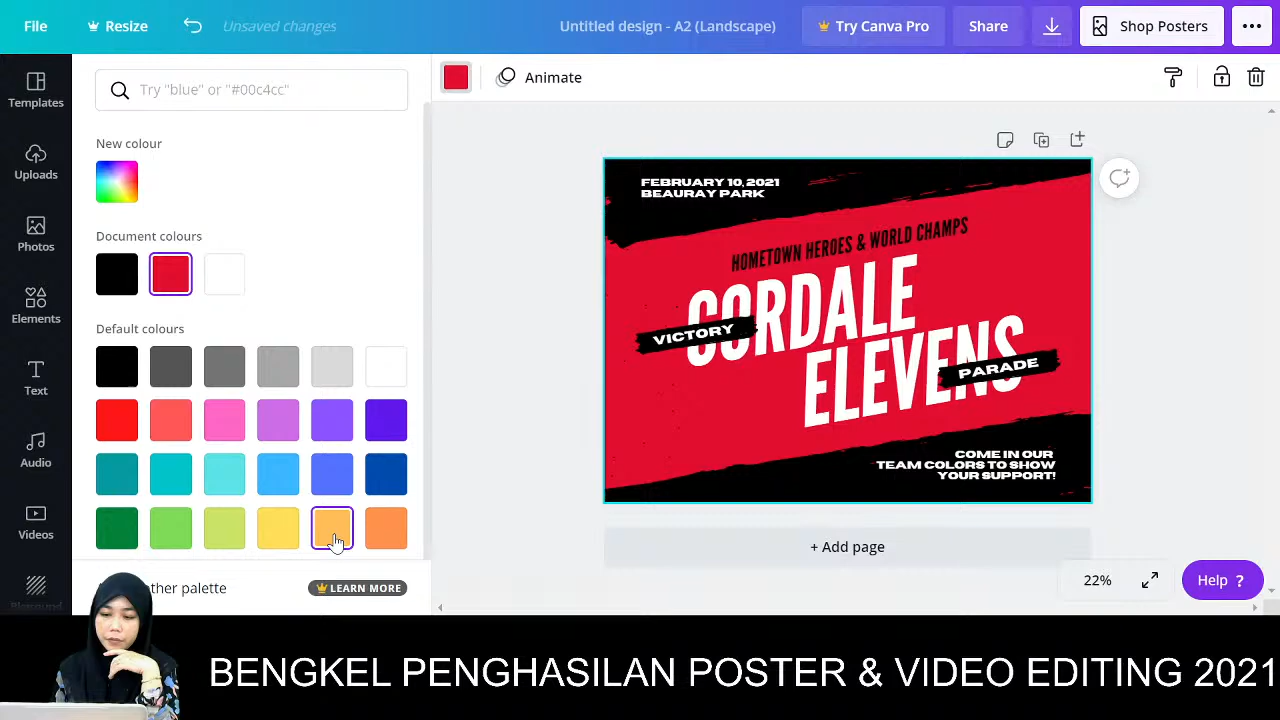 File
Resize
Unsaved changes
Untitled design - A2 (Landscape)
Try Canva Pro
Share
Shop Posters
Templates
Uploads
Photos
Elements
Text
Audio
Videos
Try "blue" or "#00c4cc"
New colour
Document colours
Default colours
ther palette
LEARN MORE
Animate
FEBRUARY 10, 2021
BEAURAY PARK
HOMETOWN HEROES & WORLD CHAMPS
CORDALE
VICTORY
ELEVENS
PARADE
COME IN OUR
TEAM COLORS TO SHOW
YOUR SUPPORT!
+ Add page
22%
Help ?
BENGKEL PENGHASILAN POSTER & VIDEO EDITING 2021